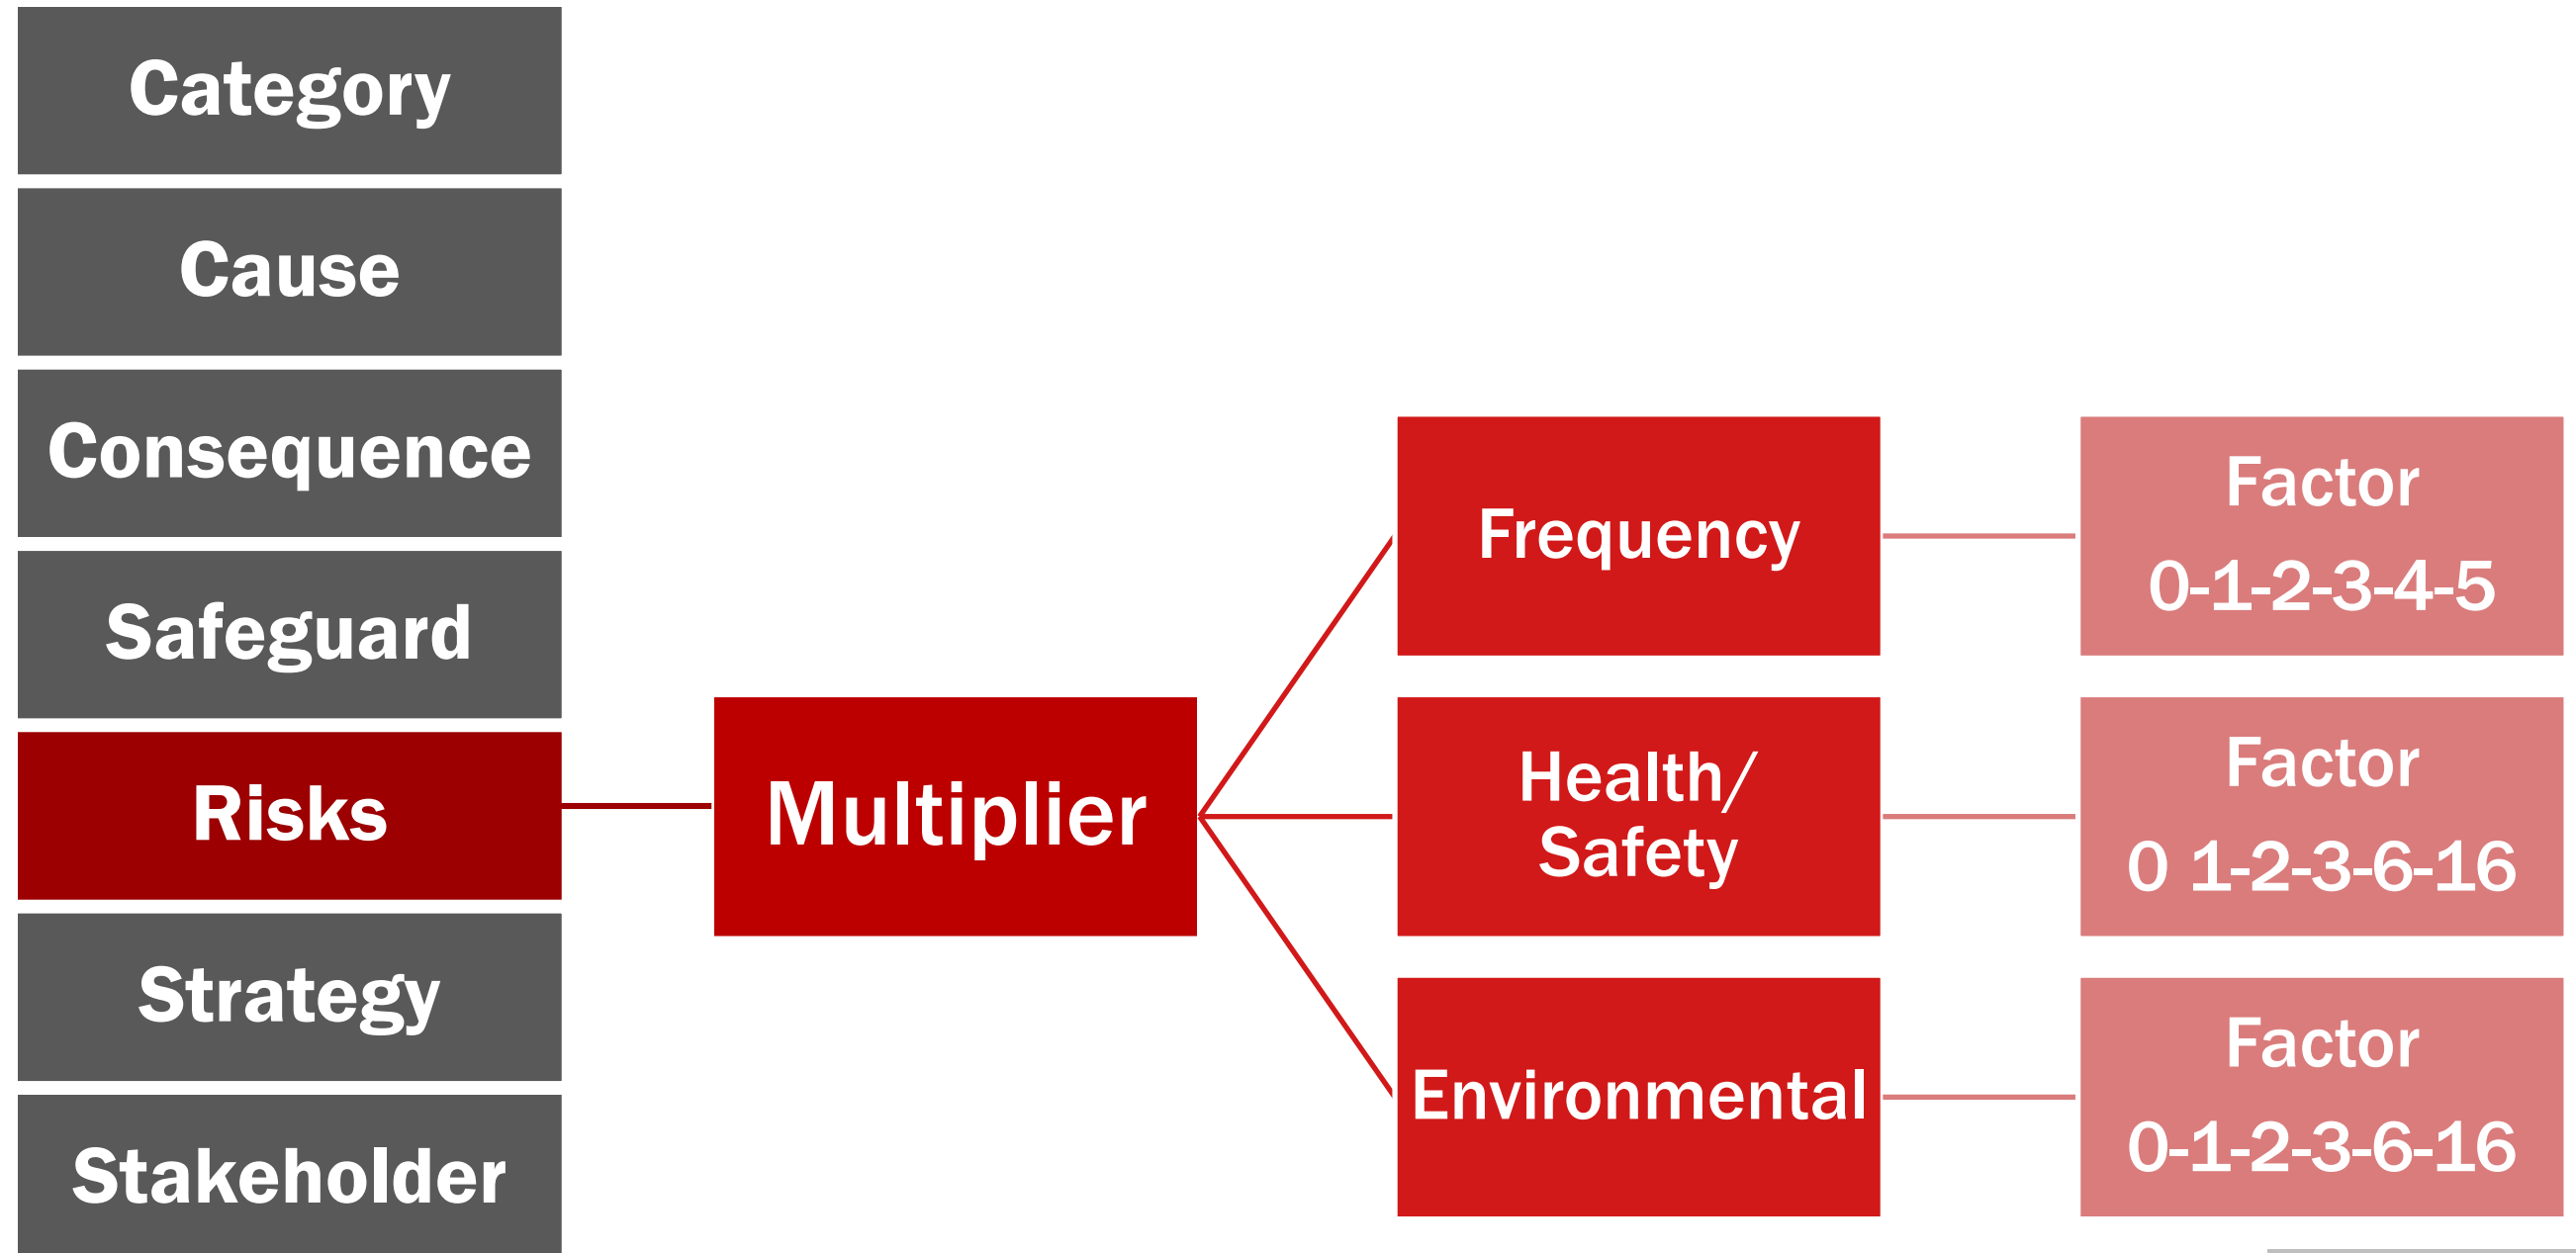 Category
Cause
Consequence
Safeguard
Risks
Strategy
Stakeholder
Multiplier
Frequency
Health/
Safety
Environmental
Factor
0-1-2-3-4-5
Factor
0 1-2-3-6-16
Factor
0-1-2-3-6-16